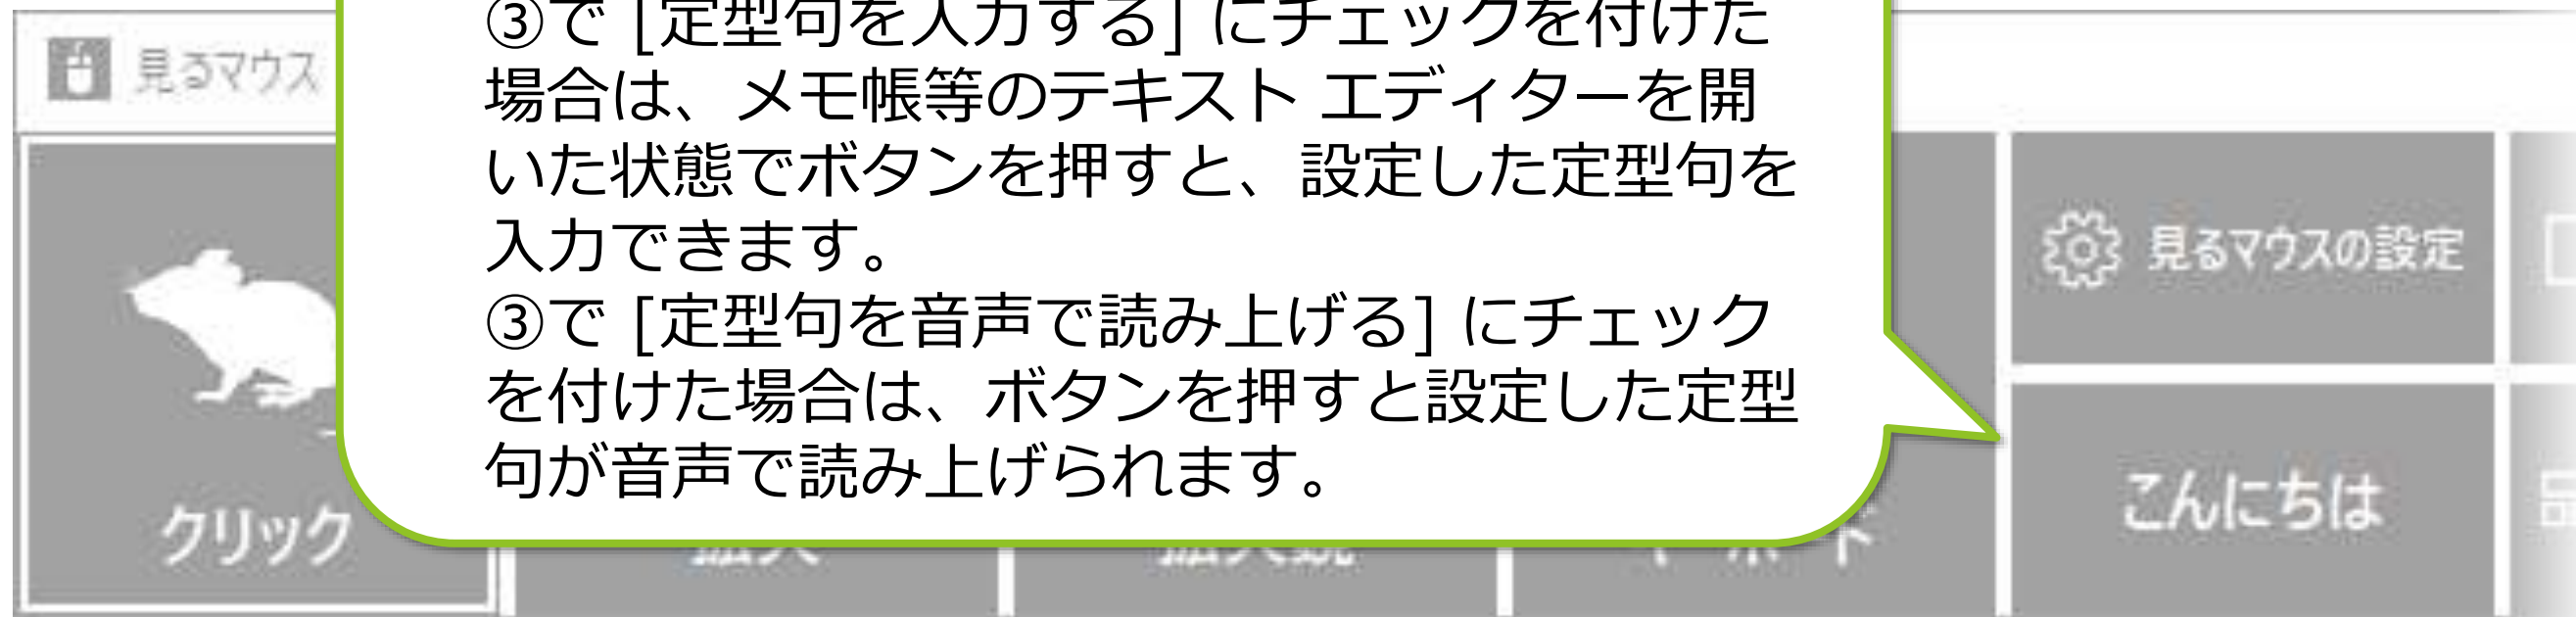 ③で [定型句を入力する] にチェックを付けた
場合は、メモ帳等のテキスト エディターを開
いた状態でボタンを押すと、設定した定型句を
入力できます。
③で [定型句を音声で読み上げる] にチェック
を付けた場合は、ボタンを押すと設定した定型
句が音声で読み上げられます。
見るマウス
クリック
見るマウスの設定
こんにちは